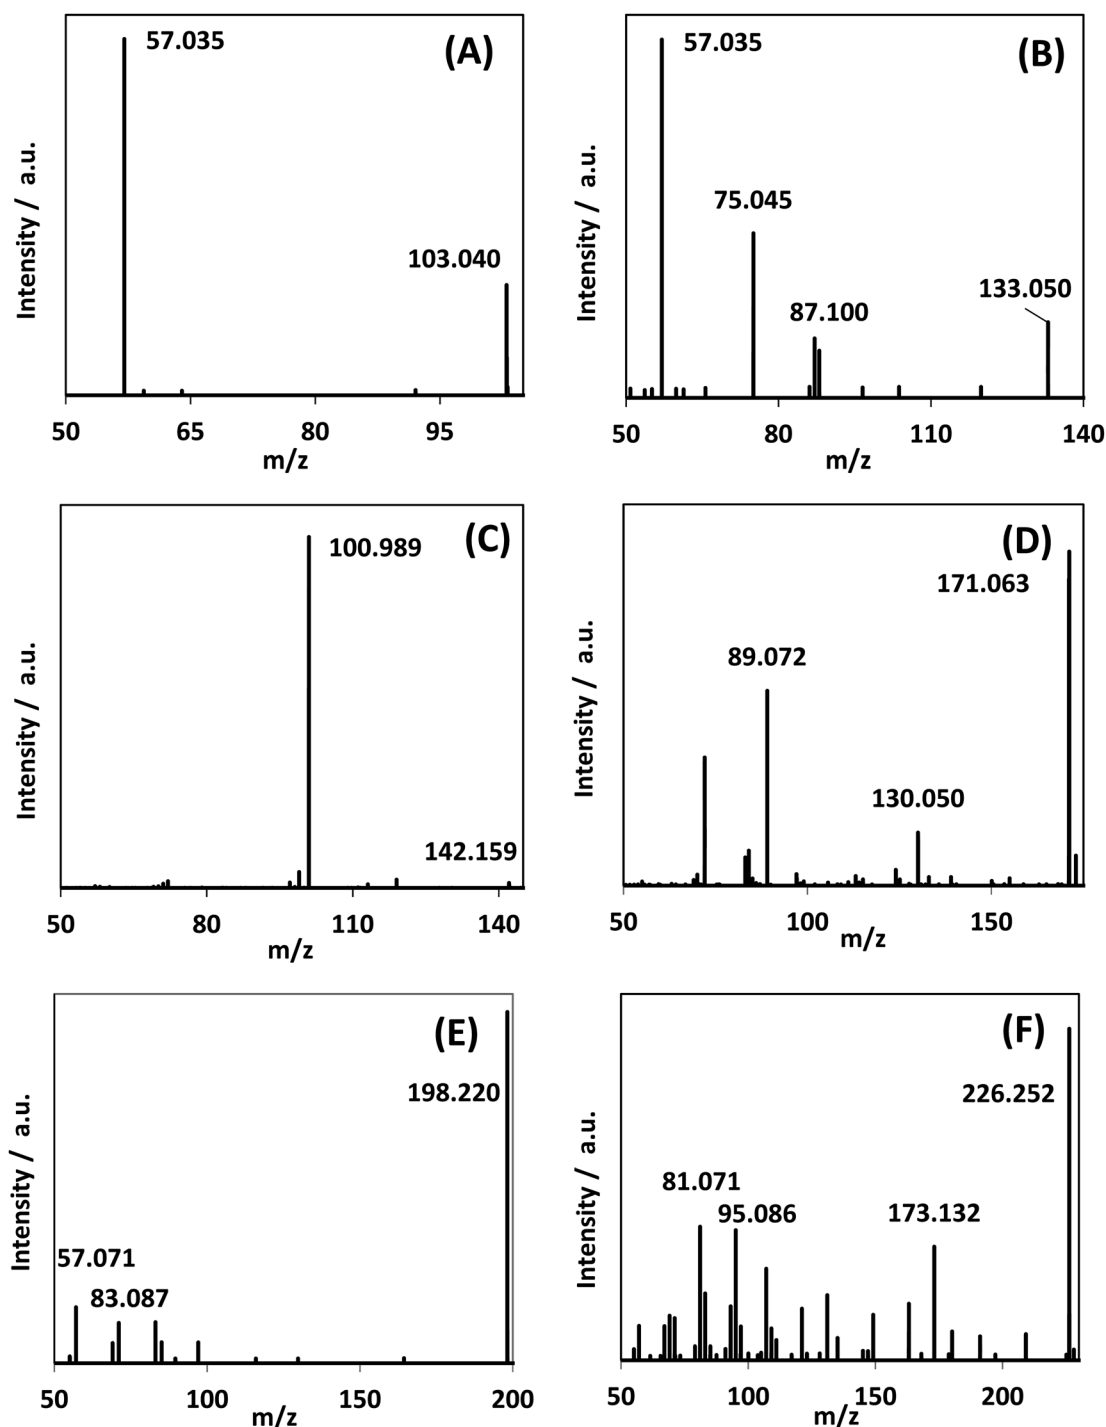 (A)
57.035
103.040
Intensity / a.u.
50 65 80 95
m/z
(B)
57.035
75.045
87.100
133.050
Intensity / a.u.
50 80 110 140
m/z
(C)
100.989
142.159
Intensity / a.u.
50 80 110 140
m/z
(D)
171.063
89.072
130.050
Intensity / a.u.
50 100 150
m/z
(E)
198.220
57.071
83.087
Intensity / a.u.
50 100 150 200
m/z
(F)
226.252
81.071
95.086
173.132
Intensity / a.u.
50 100 150 200
m/z